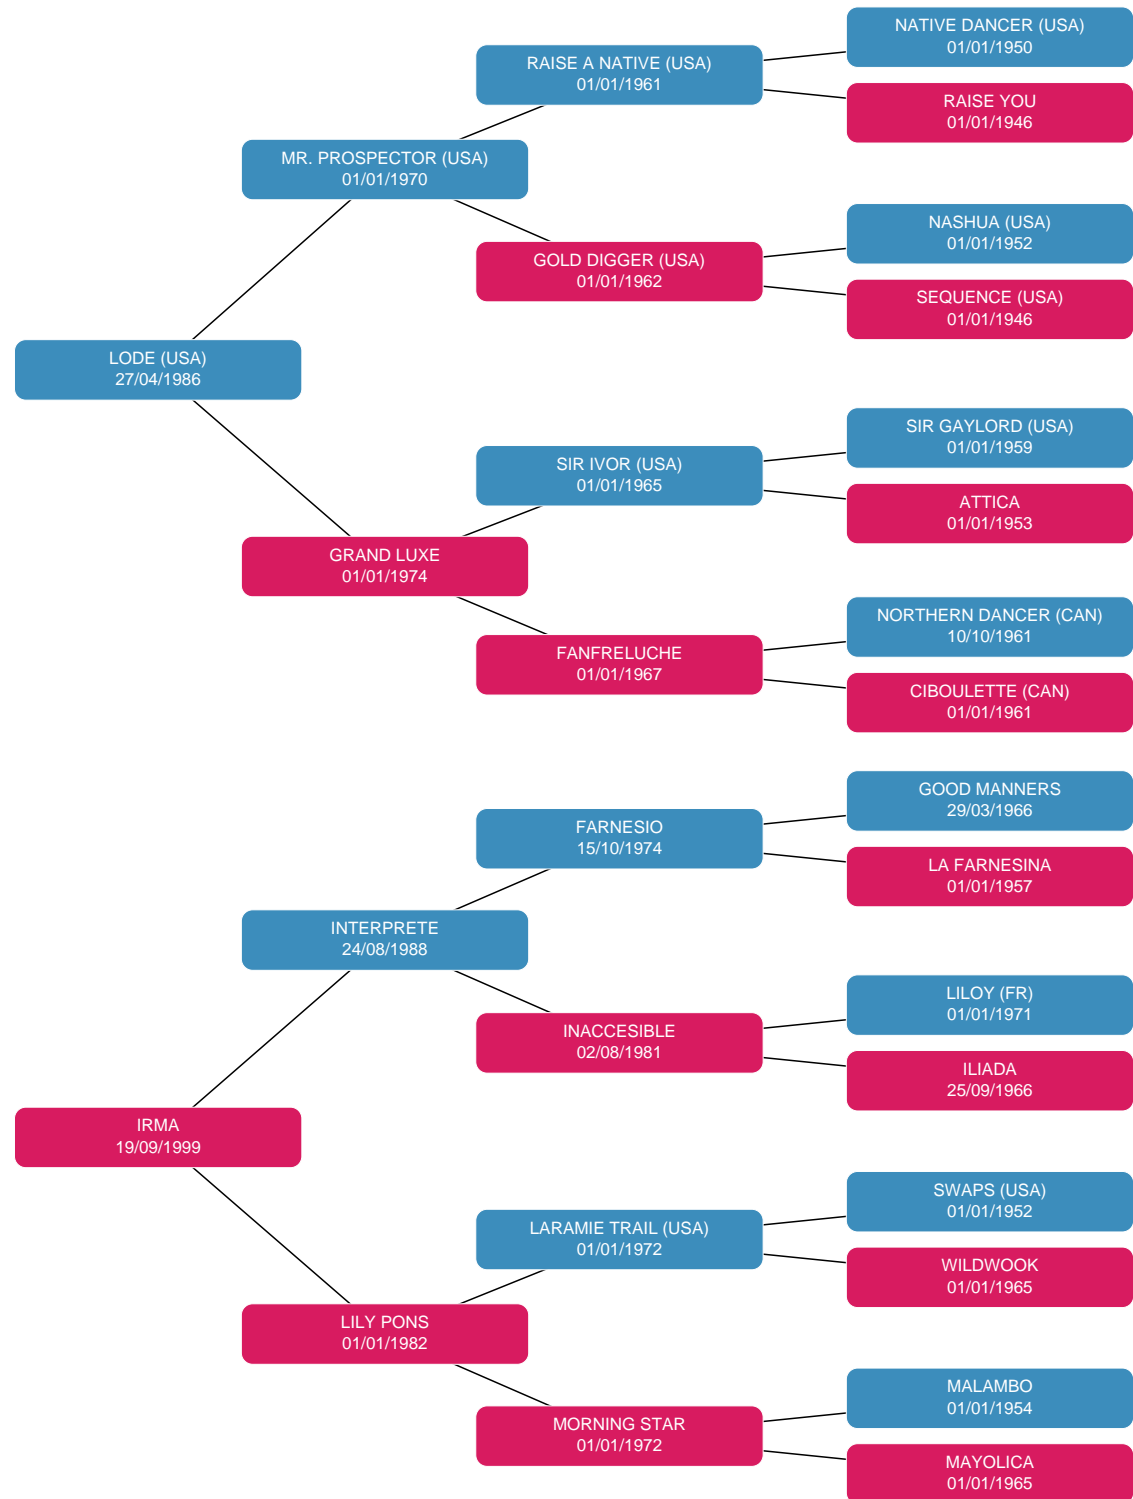 NATIVE DANCER (USA)
01/01/1950
RAISE A NATIVE (USA)
01/01/1961
RAISE YOU
01/01/1946
MR. PROSPECTOR (USA)
01/01/1970
NASHUA (USA)
01/01/1952
GOLD DIGGER (USA)
01/01/1962
SEQUENCE (USA)
01/01/1946
LODE (USA)
27/04/1986
SIR GAYLORD (USA)
01/01/1959
SIR IVOR (USA)
01/01/1965
ATTICA
01/01/1953
GRAND LUXE
01/01/1974
NORTHERN DANCER (CAN)
10/10/1961
FANFRELUCHE
01/01/1967
CIBOULETTE (CAN)
01/01/1961
GOOD MANNERS
29/03/1966
FARNESIO
15/10/1974
LA FARNESINA
01/01/1957
INTERPRETE
24/08/1988
LILOY (FR)
01/01/1971
INACCESIBLE
02/08/1981
ILIADA
25/09/1966
IRMA
19/09/1999
SWAPS (USA)
01/01/1952
LARAMIE TRAIL (USA)
01/01/1972
WILDWOOK
01/01/1965
LILY PONS
01/01/1982
MALAMBO
01/01/1954
MORNING STAR
01/01/1972
MAYOLICA
01/01/1965